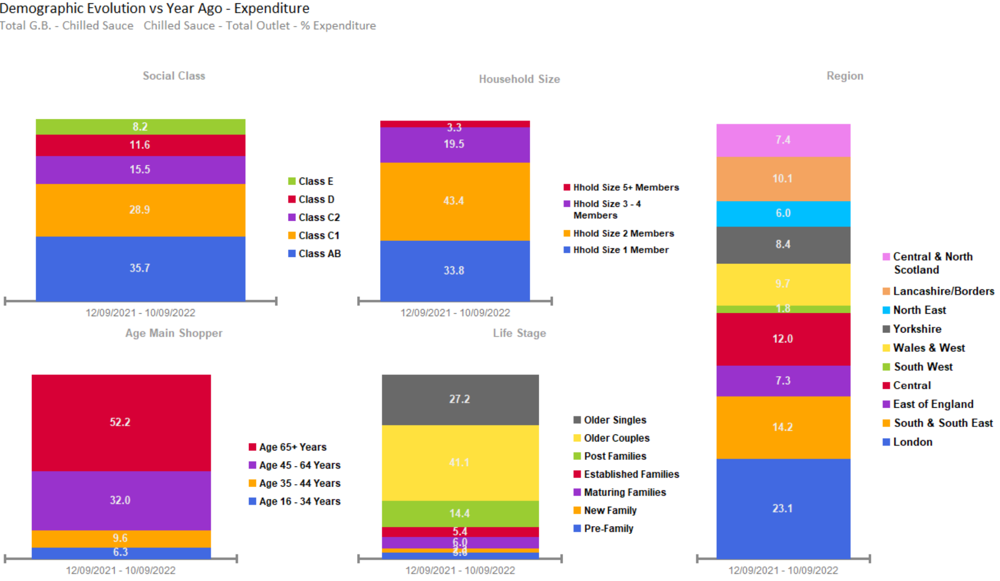 Demographic Evolution vs Year Ago - Expenditure
Total G.B. - Chilled Sauce   Chilled Sauce - Total Outlet - % Expenditure
Social Class
8.2
11.6
15.5
28.9
35.7
Class E
Class D
Class C2
Class C1
Class AB
12/09/2021 - 10/09/2022
Household Size
3.3
19.5
43.4
33.8
Hhold Size 5+ Members
Hhold Size 3 - 4
Members
Hhold Size 2 Members
Hhold Size 1 Member
12/09/2021 - 10/09/2022
Region
7.4
10.1
6.0
8.4
9.7
1.8
12.0
7.3
14.2
23.1
Central & North
Scotland
Lancashire/Borders
North East
Yorkshire
Wales & West
South West
Central
East of England
South & South East
London
12/09/2021 - 10/09/2022
Age Main Shopper
52.2
32.0
9.6
6.3
Age 65+ Years
Age 45 - 64 Years
Age 35 - 44 Years
Age 16 - 34 Years
12/09/2021 - 10/09/2022
Life Stage
27.2
41.1
14.4
5.4
6.0
Older Singles
Older Couples
Post Families
Established Families
Maturing Families
New Family
Pre-Family
12/09/2021 - 10/09/2022